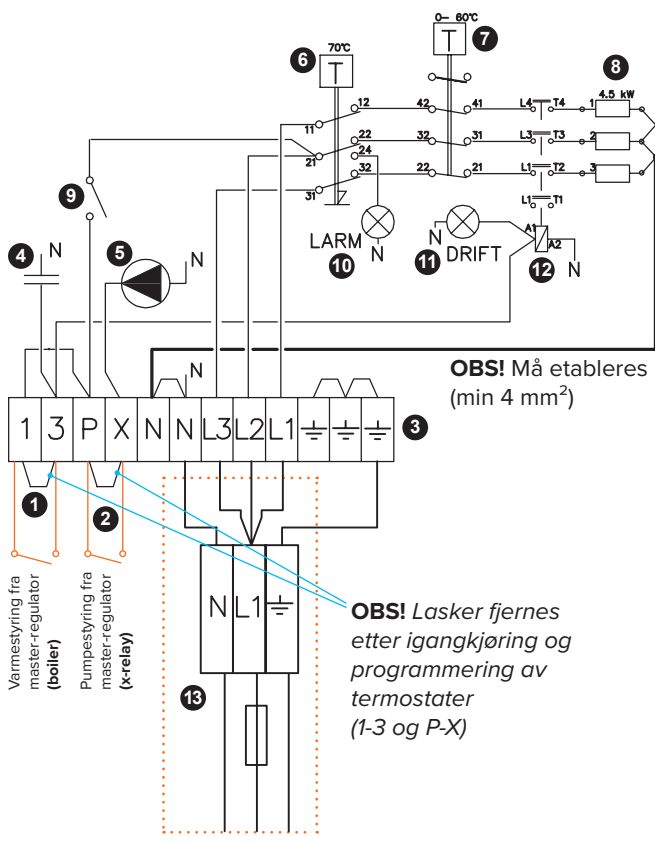 0– 60°C
7
70°C
6
8
4.5 kW
12
42
41
L4
T4
1
11
22
32
31
L3
T3
2
21
24
32
22
21
L1
T2
3
31
L1
T1
9
A1
A2
4
N
5
N
LARM
10
N
N
11
DRIFT
12
N
N
OBS! Må etableres
(min 4 mm²)
1
3
P
X
N
N
L3
L2
L1
3
1
2
Varmestyring fra
master-regulator
(boiler)
Pumpestyring fra
master-regulator
(x-relay)
N
L1
13
OBS! Lasker fjernes
etter igangkjøring og
programmering av
termostater
(1-3 og P-X)